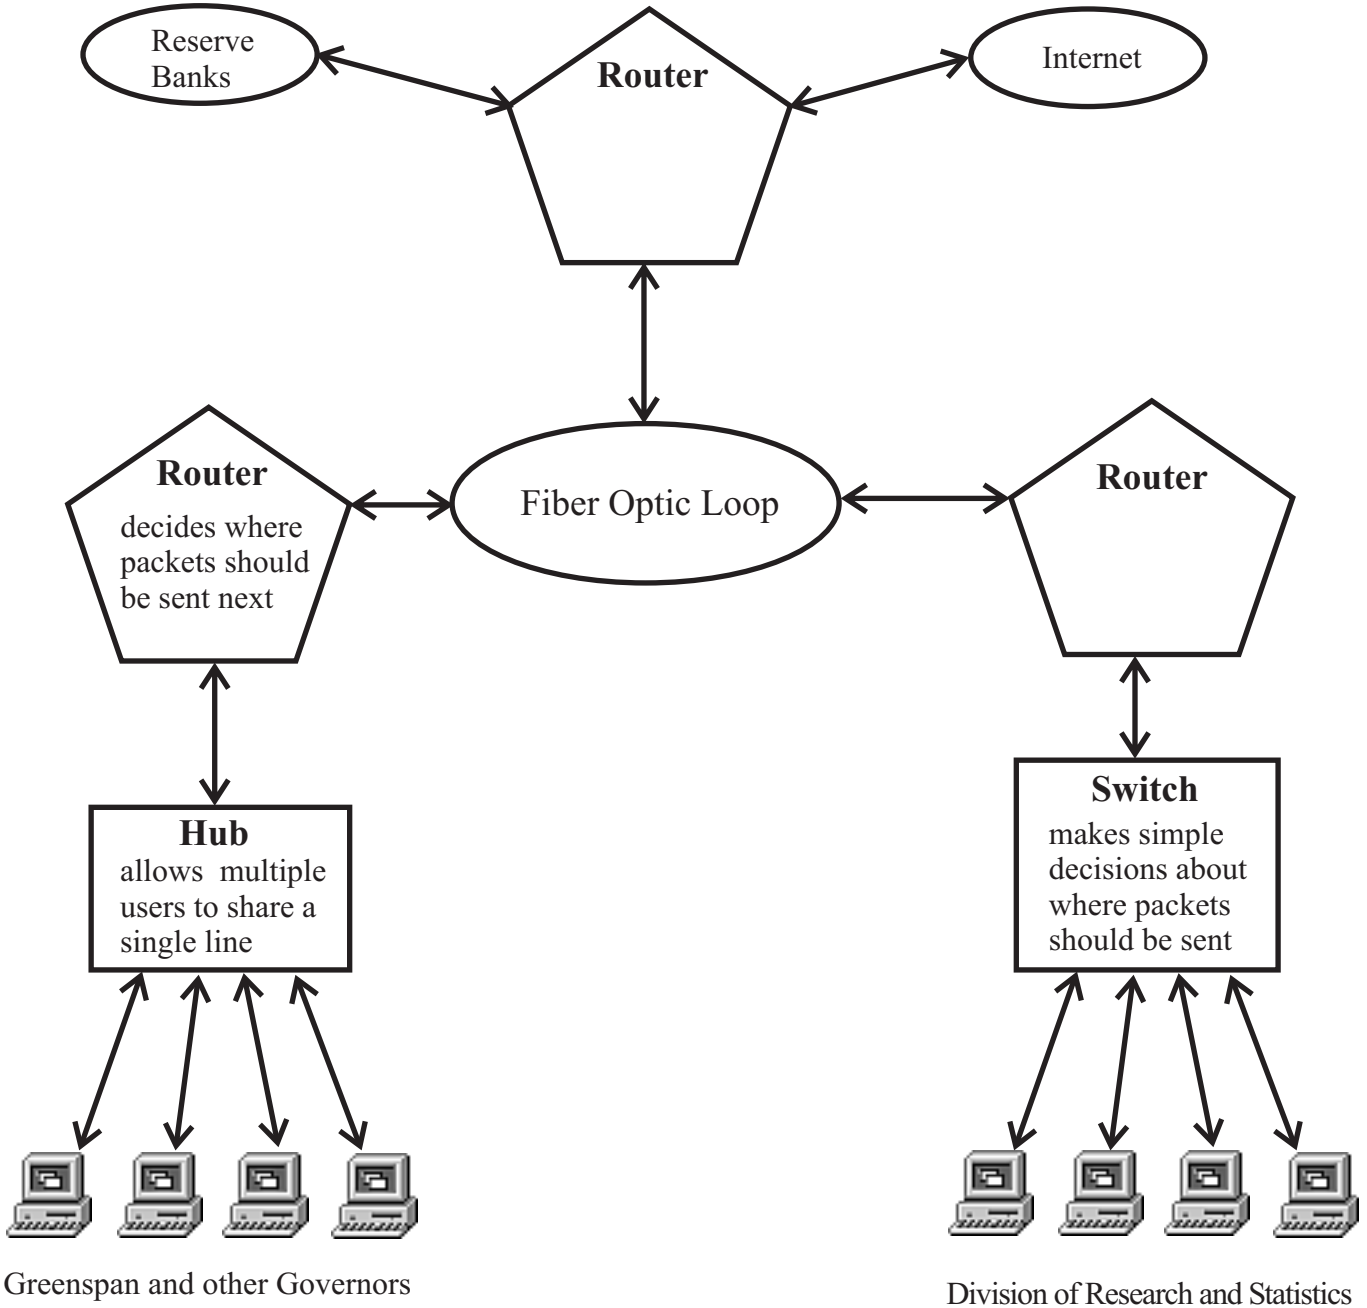 Reserve
Banks
Router
Internet
Router
decides where
packets should
be sent next
Fiber Optic Loop
Router
Hub
allows multiple
users to share a
single line
Switch
makes simple
decisions about
where packets
should be sent
Greenspan and other Governors
Division of Research and Statistics